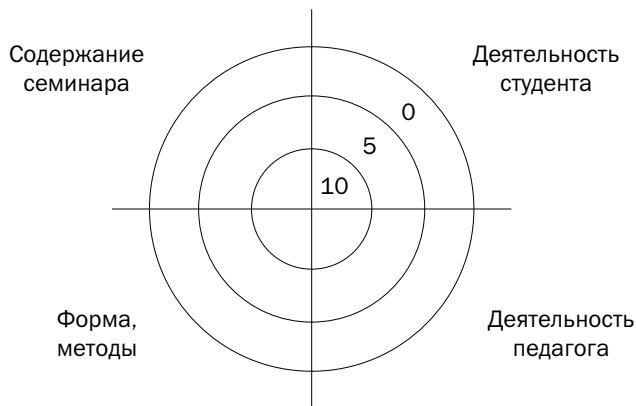 Содержание
семинара
Деятельность
студента
0
5
10
Форма,
методы
Деятельность
педагога